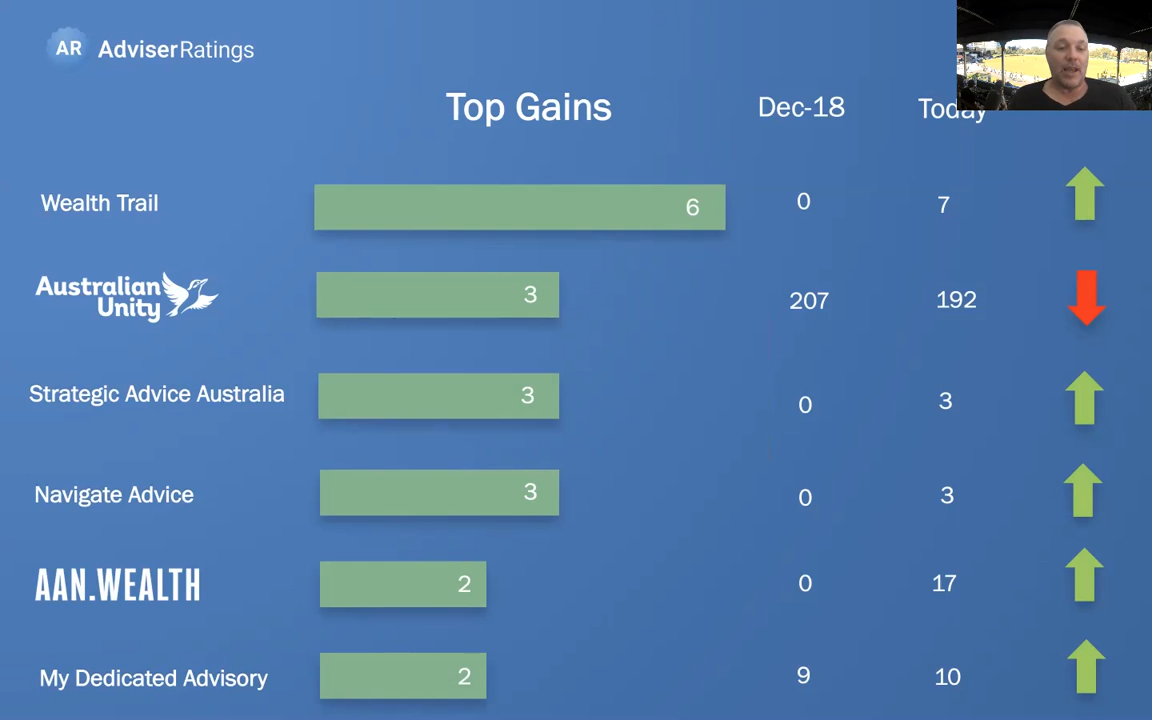 AR AdviserRatings
Top Gains Dec-18 Today
Wealth Trail 6 0 7
Australian
Unity 3 207 192
Strategic Advice Australia 3 0 3
Navigate Advice 3 0 3
AAN.WEALTH 2 0 17
My Dedicated Advisory 2 9 10